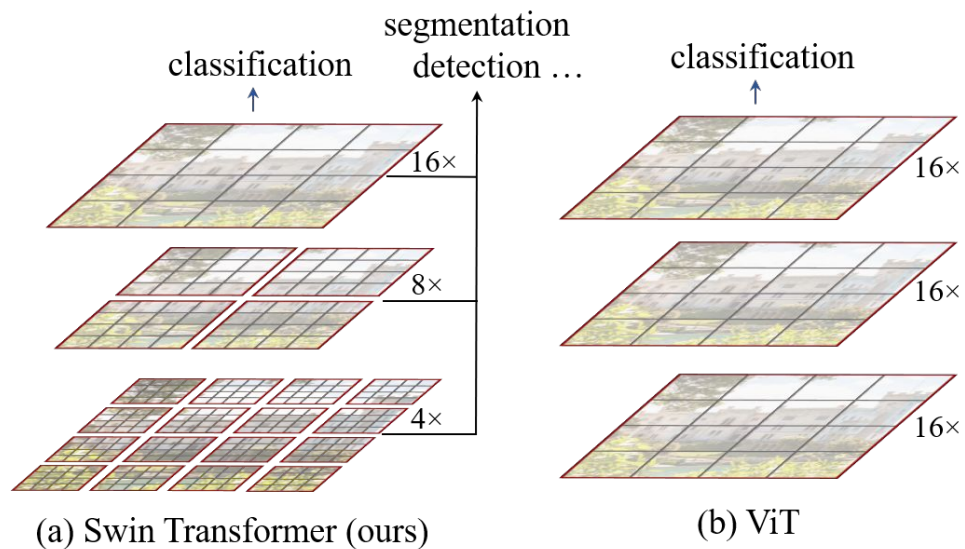 segmentation
detection …
classification
classification
16×
8×
4×
16×
16×
16×
(a) Swin Transformer (ours)
(b) ViT